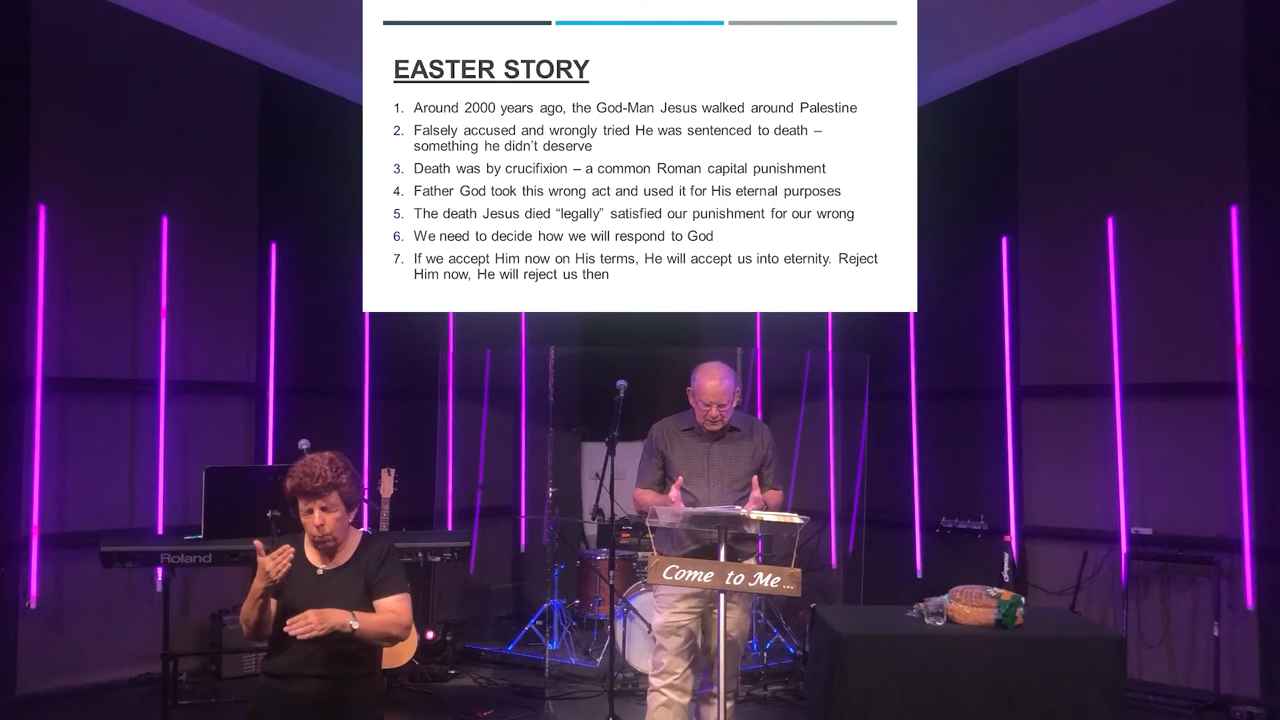 EASTER STORY
1. Around 2000 years ago, the God-Man Jesus walked around Palestine
2. Falsely accused and wrongly tried He was sentenced to death –
something he didn't deserve
3. Death was by crucifixion – a common Roman capital punishment
4. Father God took this wrong act and used it for His eternal purposes
5. The death Jesus died “legally” satisfied our punishment for our wrong
6. We need to decide how we will respond to God
7. If we accept Him now on His terms, He will accept us into eternity. Reject
Him now, He will reject us then
Roland
Come to Me...